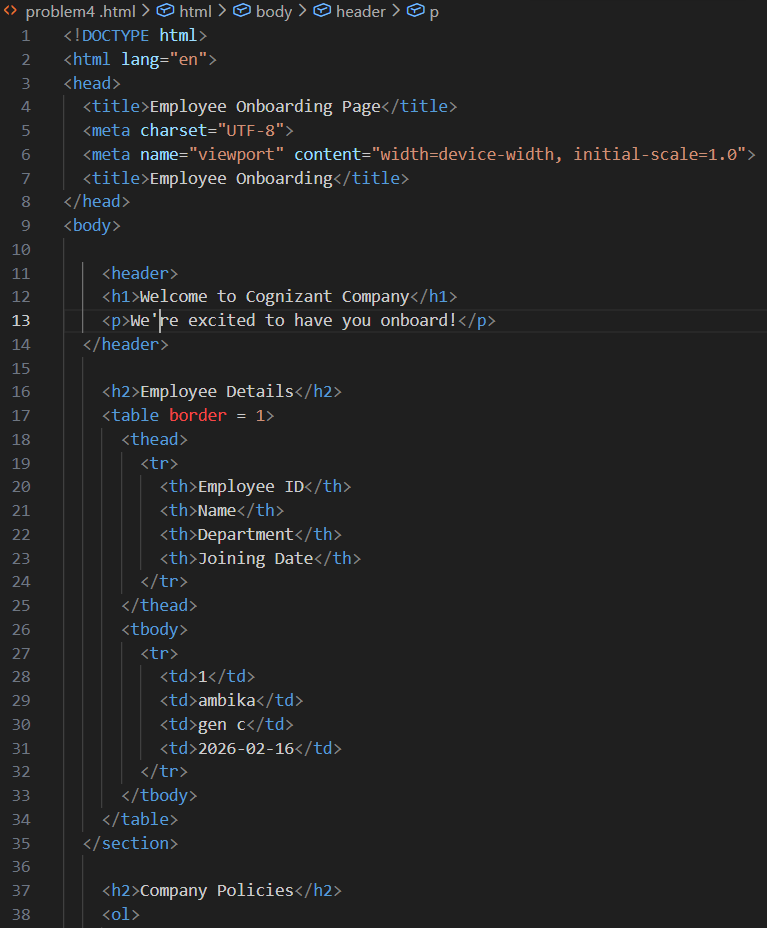 problem4 .html > html > body > header > p
1 <!DOCTYPE html>
2 <html lang="en">
3 <head>
4 <title>Employee Onboarding Page</title>
5 <meta charset="UTF-8">
6 <meta name="viewport" content="width=device-width, initial-scale=1.0">
7 <title>Employee Onboarding</title>
8 </head>
9 <body>
10
11 <header>
12 <h1>Welcome to Cognizant Company</h1>
13 <p>We're excited to have you onboard!</p>
14 </header>
15
16 <h2>Employee Details</h2>
17 <table border = 1>
18 <thead>
19 <tr>
20 <th>Employee ID</th>
21 <th>Name</th>
22 <th>Department</th>
23 <th>Joining Date</th>
24 </tr>
25 </thead>
26 <tbody>
27 <tr>
28 <td>1</td>
29 <td>ambika</td>
30 <td>gen c</td>
31 <td>2026-02-16</td>
32 </tr>
33 </tbody>
34 </table>
35 </section>
36
37 <h2>Company Policies</h2>
38 <ol>